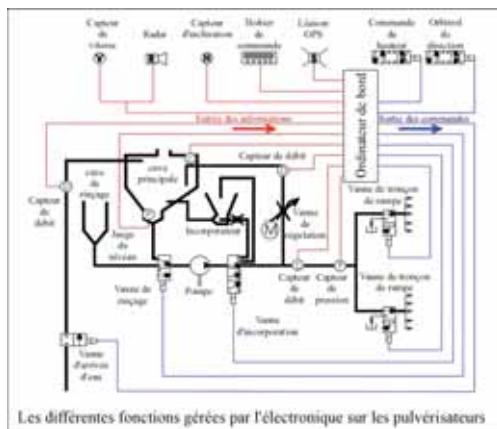 Capteur
de
vitesse
Radar
Capteur
d'inclinaison
Boîtier
de
commande
Liaison
GPS
Commande
de
hauteur
Orbitrol
de
direction
Ordinateur de bord
Entrée des informations
Sortie des commandes
Capteur
de
débit
cuve
de
rinçage
cuve
principale
Capteur de débit
Jauge
de
niveau
Incorporateur
Vanne
de
régulation
M
Vanne de tronçon
de rampe
Vanne de
rinçage
Pompe
Capteur
de
débit
Capteur
de
pression
Vanne de tronçon
de rampe
Vanne
d'incorporation
Vanne
d'arrivée
d'eau
Les différentes fonctions gérées par l'électronique sur les pulvérisateurs